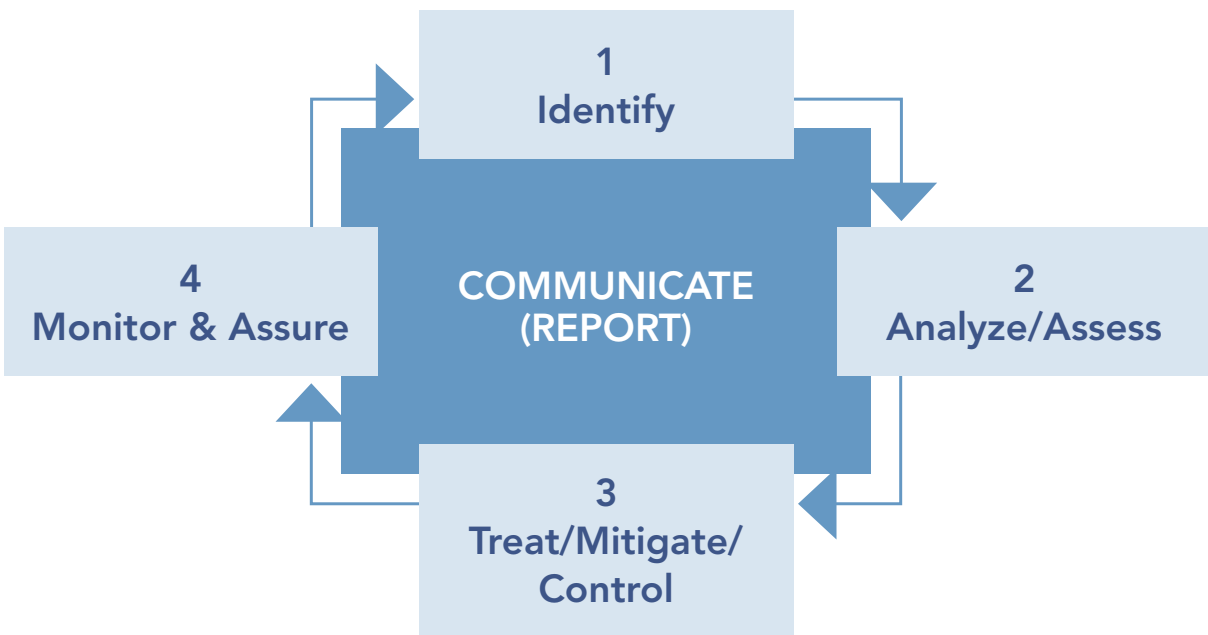 1
Identify
4
Monitor & Assure
COMMUNICATE
(REPORT)
2
Analyze/Assess
3
Treat/Mitigate/
Control